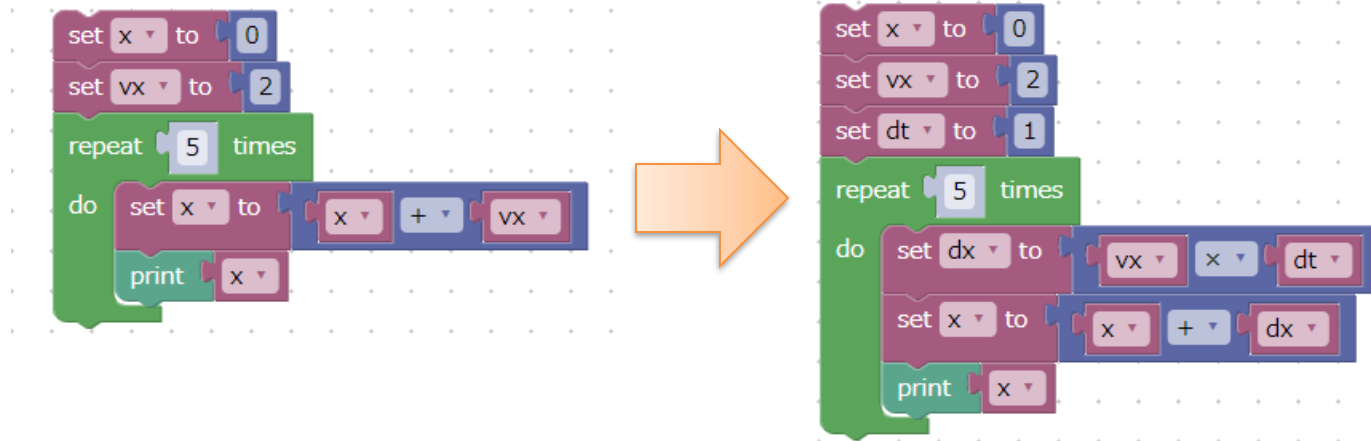 set x to 0
set vx to 2
repeat 5 times
do set x to x + vx
print x
set x to 0
set vx to 2
set dt to 1
repeat 5 times
do set dx to vx × dt
set x to x + dx
print x